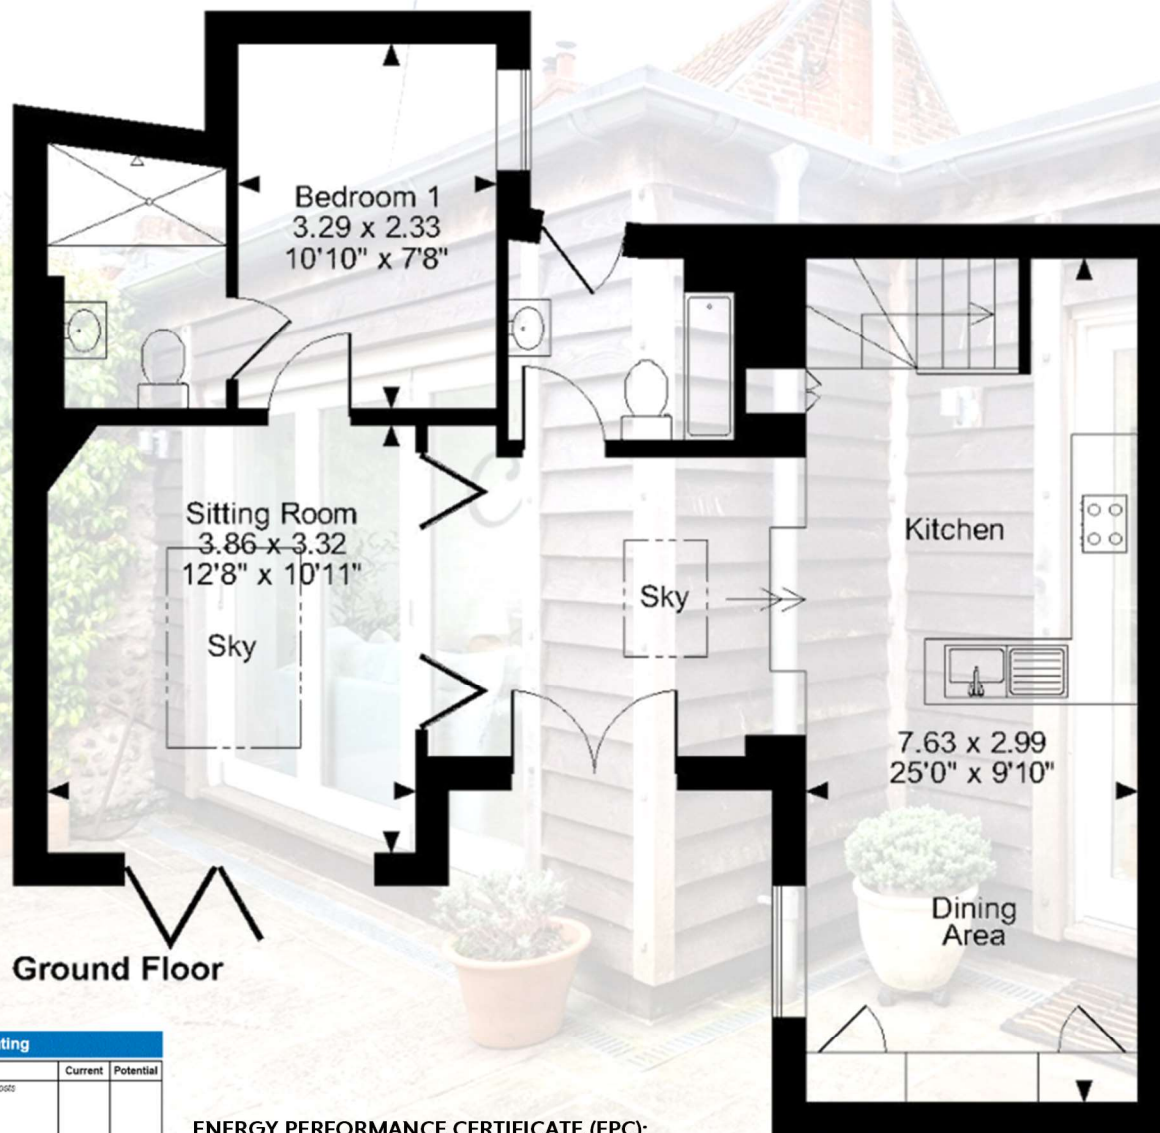 Bedroom 1
3.29 x 2.33
10'10" x 7'8"
Sitting Room
3.86 x 3.32
12'8" x 10'11"
Sky
Sky
Kitchen
7.63 x 2.99
25'0" x 9'10"
Dining
Area
Ground Floor
Current Potential
ENERGY PERFORMANCE CERTIFICATE (EPC):